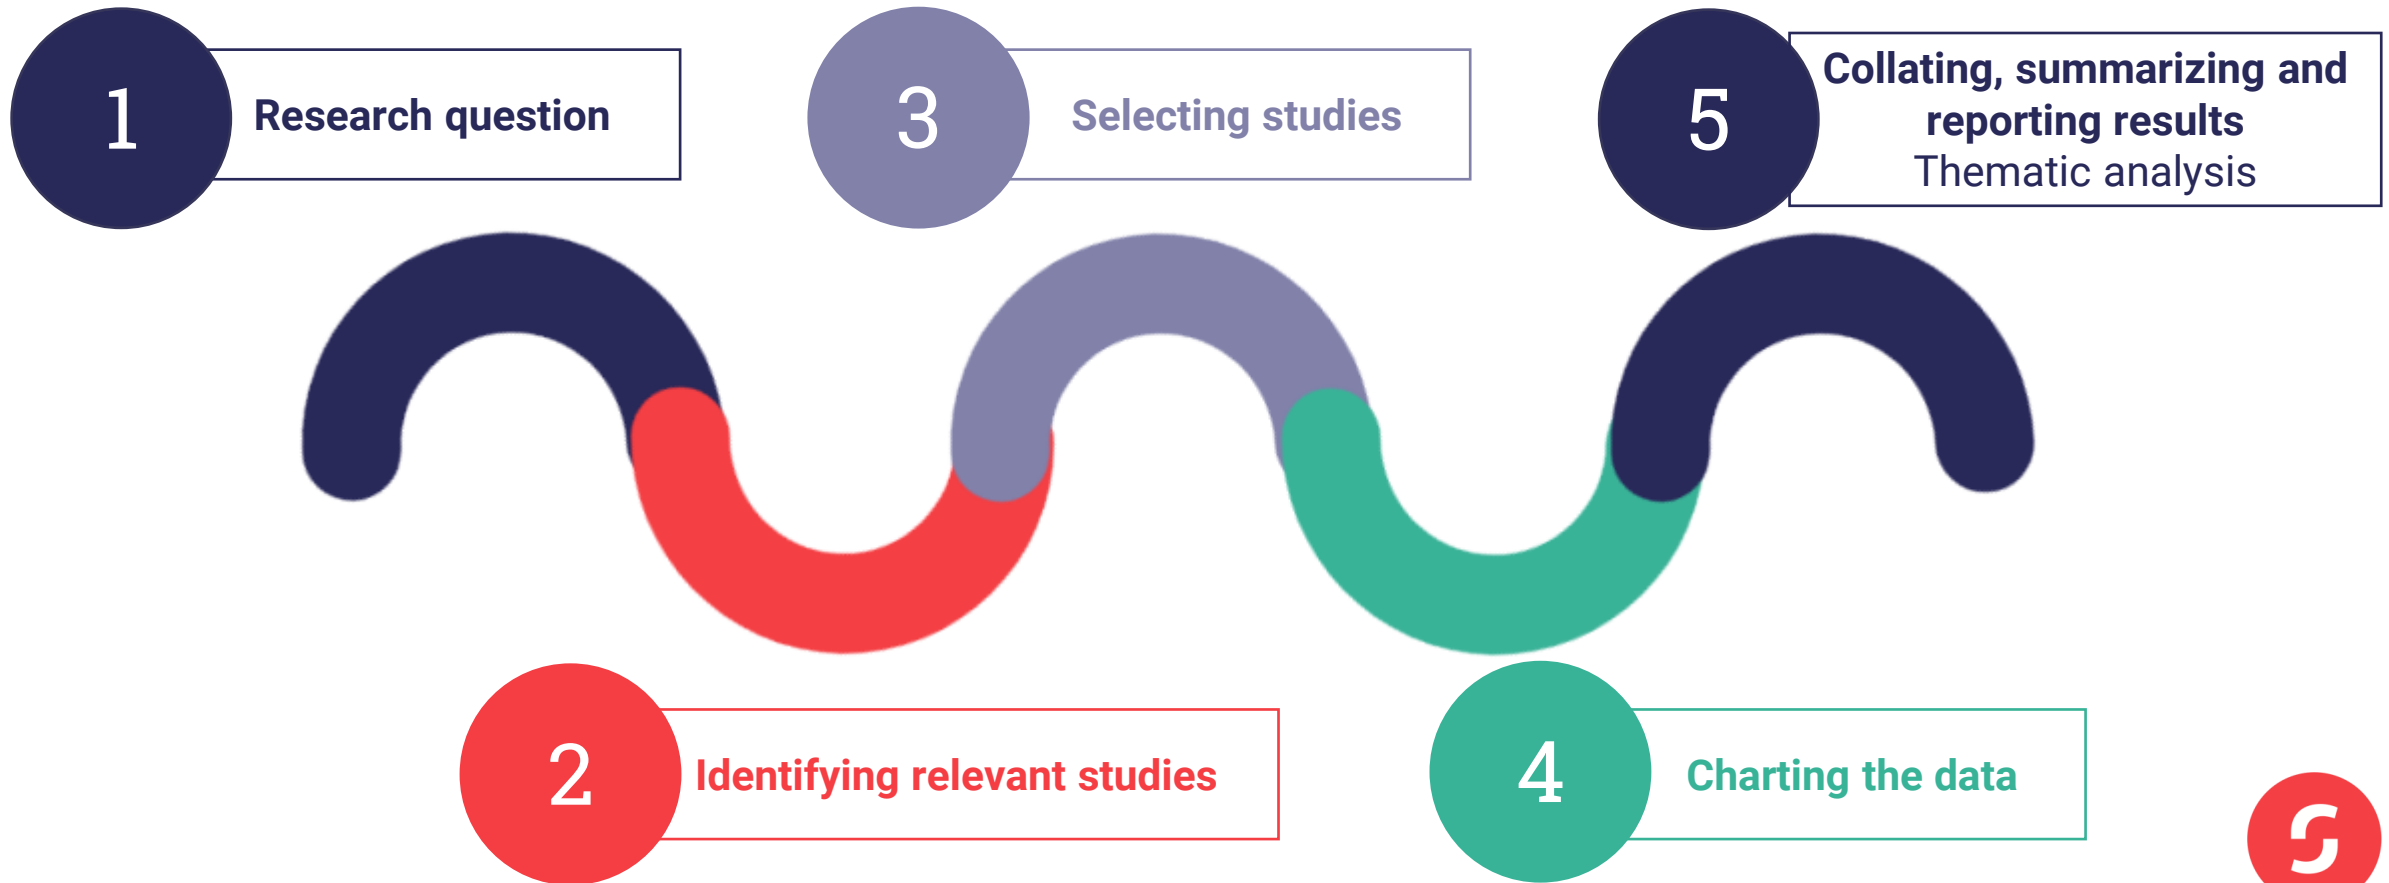 1
Research question
2
Identifying relevant studies
3
Selecting studies
4
Charting the data
5
Collating, summarizing and
reporting results
Thematic analysis